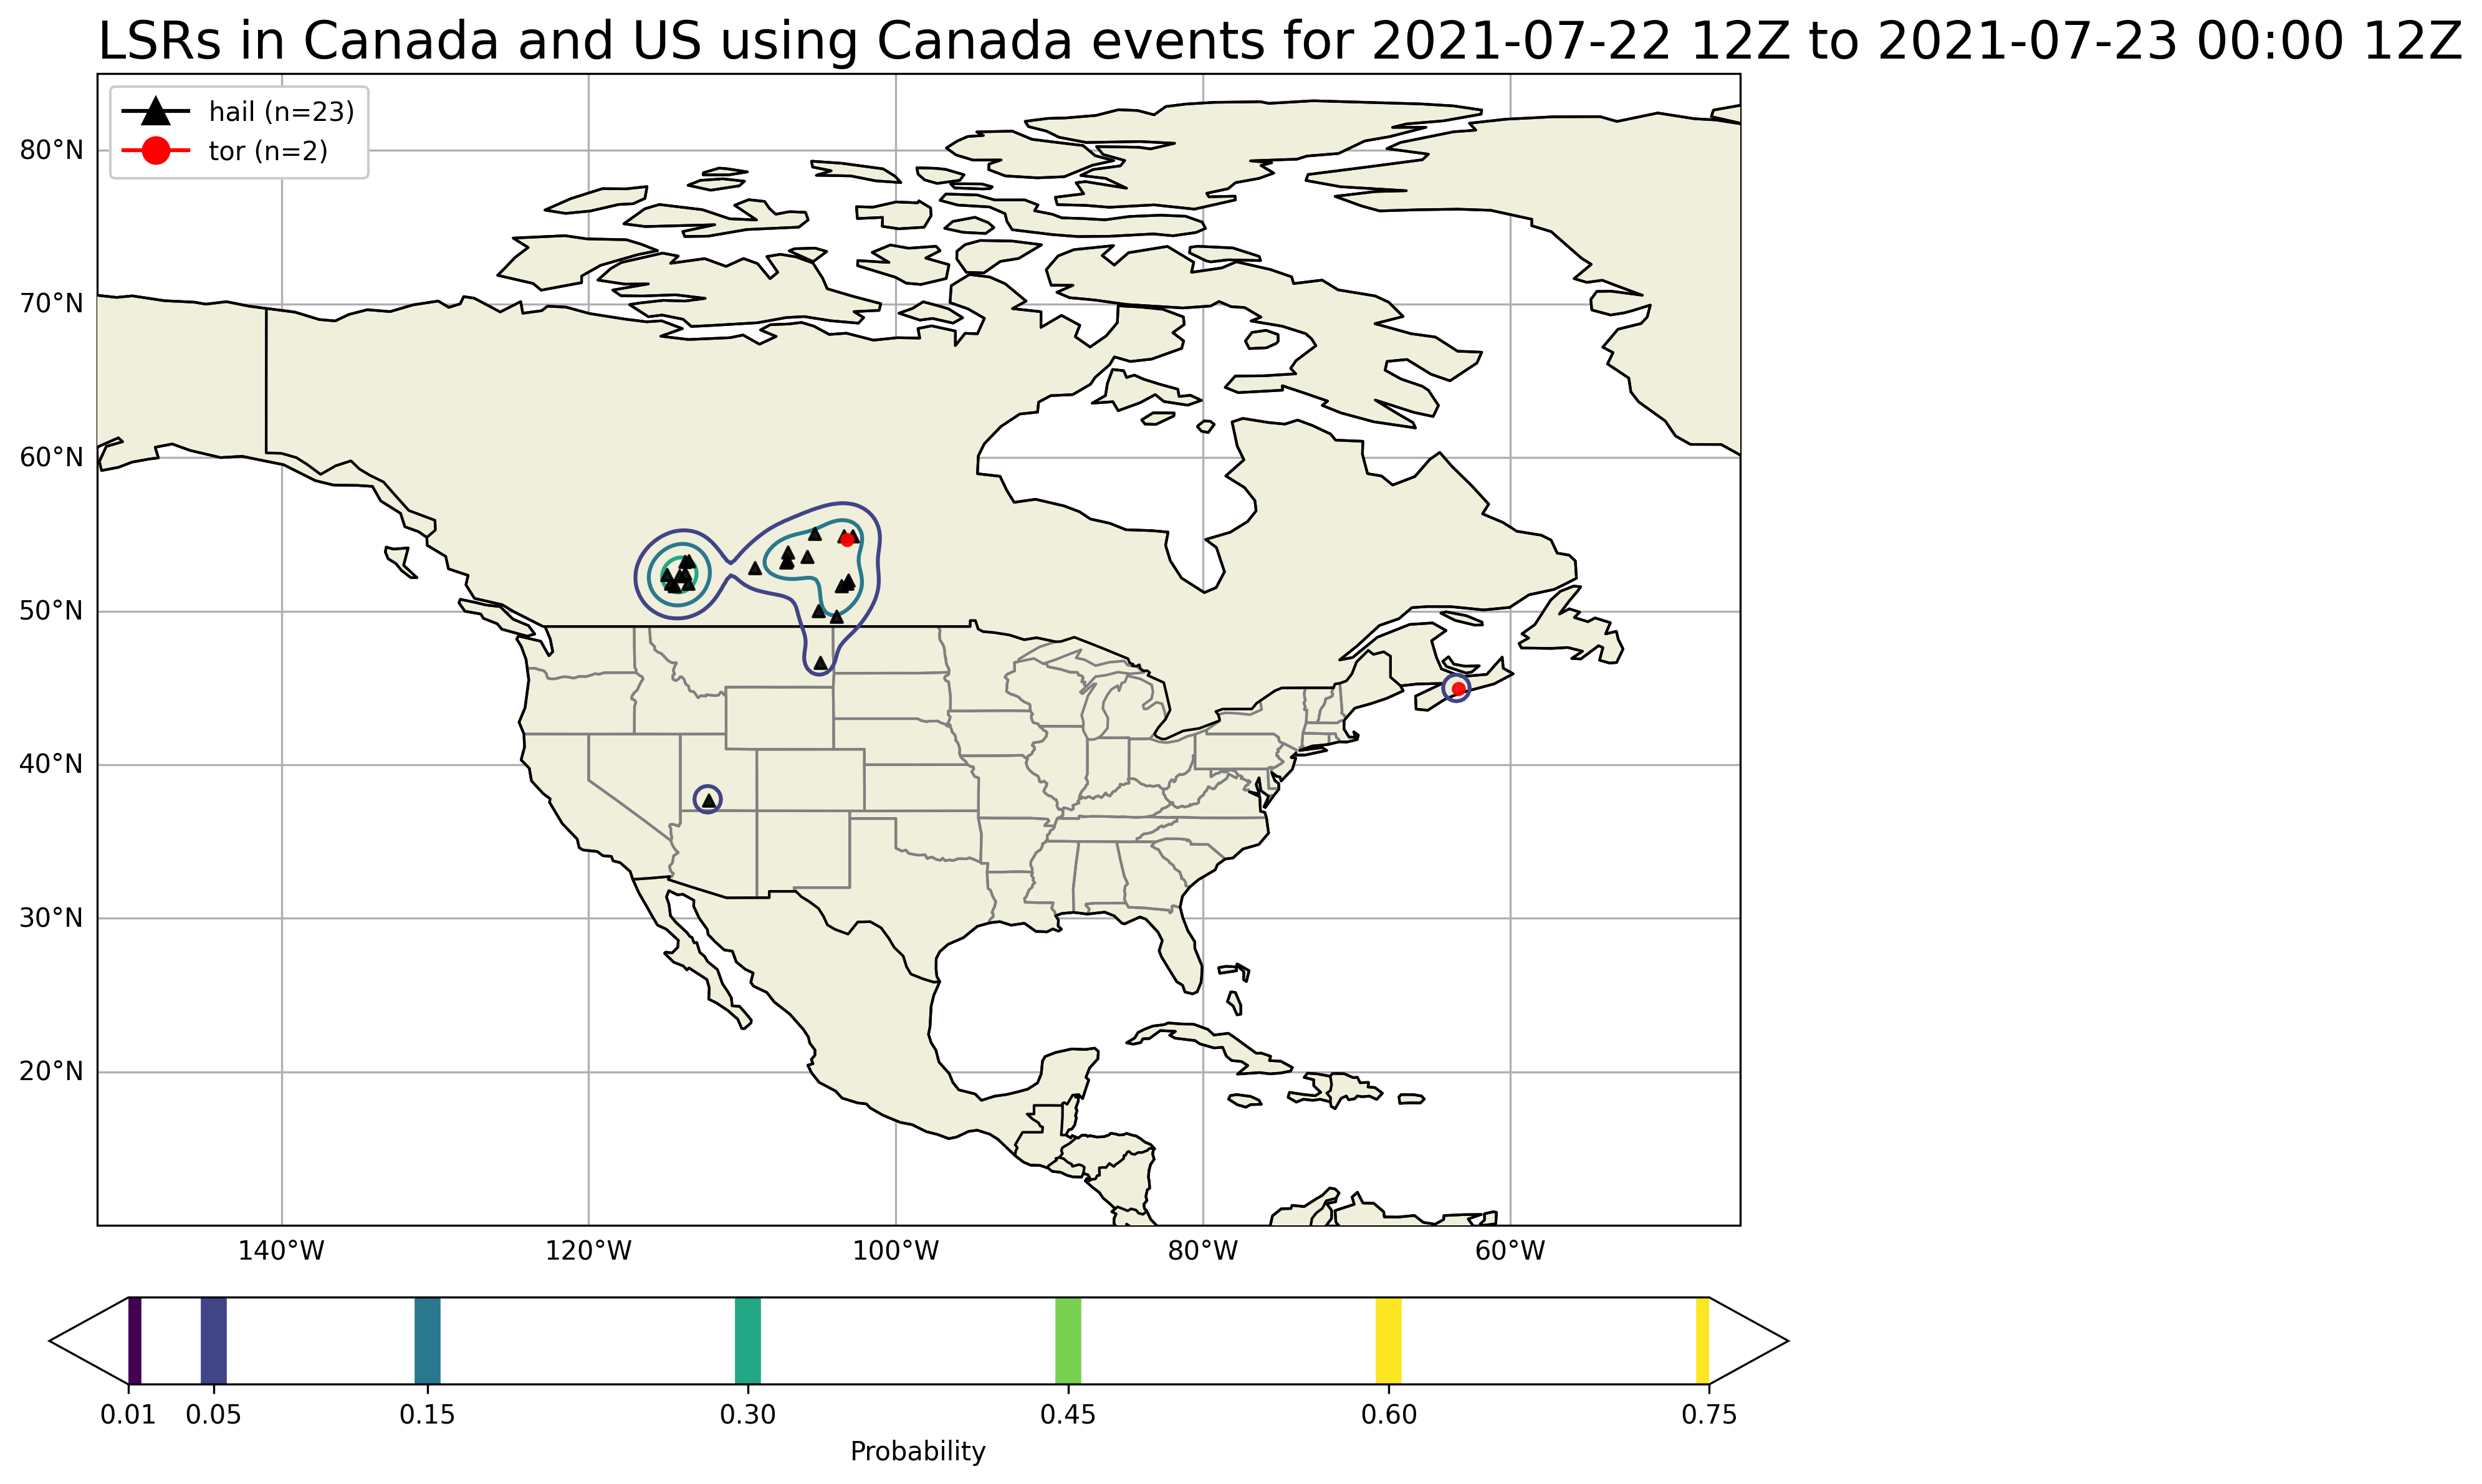 LSRs in Canada and US using Canada events for 2021-07-22 12Z to 2021-07-23 00:00 12Z
hail (n=23)
tor (n=2)
80°N
70°N
60°N
50°N
40°N
30°N
20°N
140°W 120°W 100°W 80°W 60°W
0.01 0.05 0.15 0.30 0.45 0.60 0.75
Probability